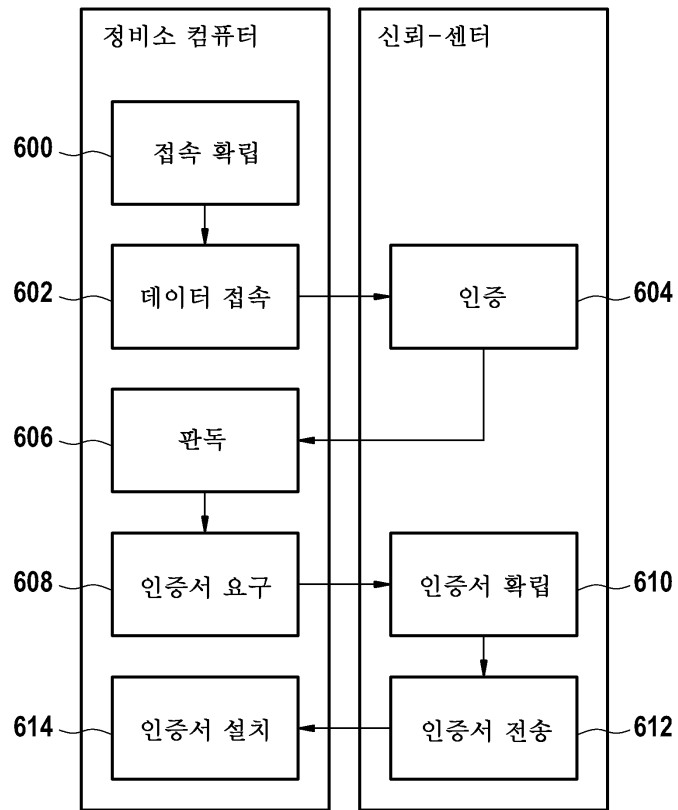 정비소 컴퓨터
신뢰-센터
600
접속 확립
602
데이터 접속
인증
604
606
판독
608
인증서 요구
인증서 확립
610
614
인증서 설치
인증서 전송
612